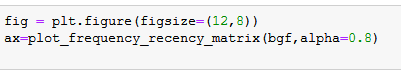 fig = plt.figure(figsize=(12,8))
ax=plot_frequency_recency_matrix(bgf,alpha=0.8)